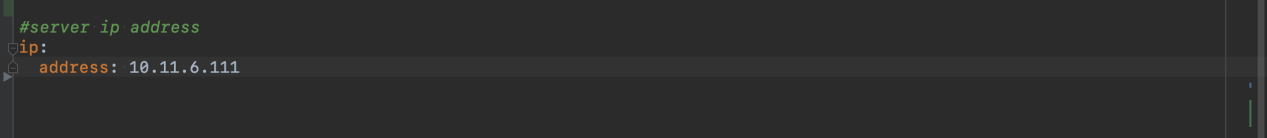 #server ip address
ip:
  address: 10.11.6.111